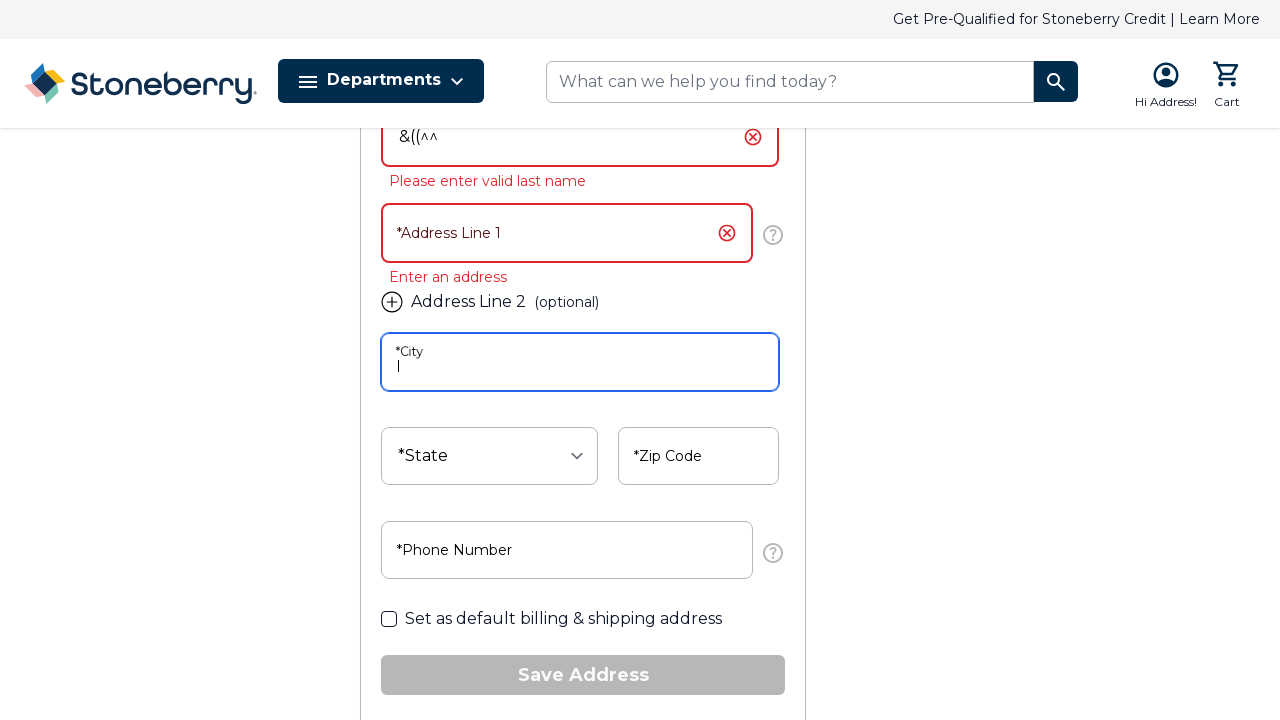 Get Pre-Qualified for Stoneberry Credit | Learn More
Stoneberry
Departments
What can we help you find today?
Hi Address!
Cart
&((^^
Please enter valid last name
*Address Line 1
Enter an address
Address Line 2 (optional)
*City
*State
*Zip Code
*Phone Number
Set as default billing & shipping address
Save Address